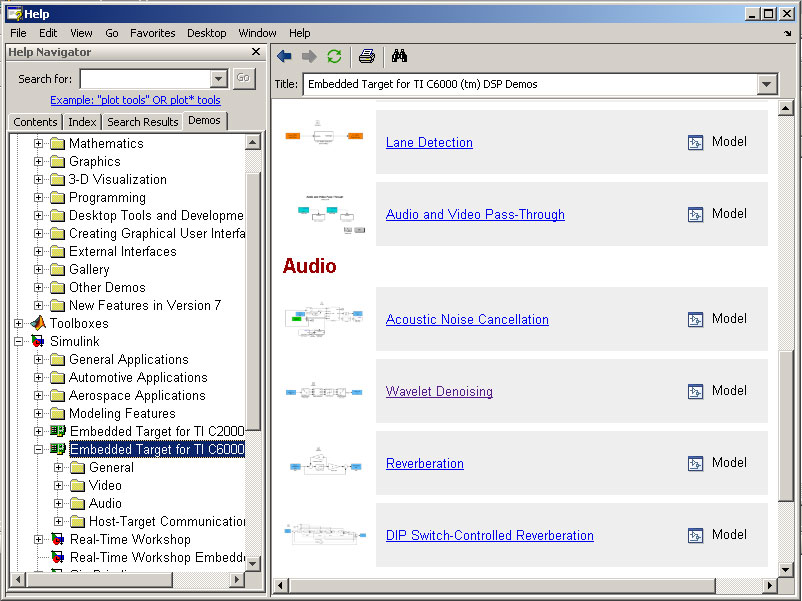 Help
File Edit View Go Favorites Desktop Window Help
Help Navigator
Search for:
Go
Example: "plot tools" OR plot* tools
Contents Index Search Results Demos
Mathematics
Graphics
3-D Visualization
Programming
Desktop Tools and Developme
Creating Graphical User Interfa
External Interfaces
Gallery
Other Demos
New Features in Version 7
Toolboxes
Simulink
General Applications
Automotive Applications
Aerospace Applications
Modeling Features
Embedded Target for TI C2000
Embedded Target for TI C6000
General
Video
Audio
Host-Target Communication
Real-Time Workshop
Real-Time Workshop Embedd
Title: Embedded Target for TI C6000 (tm) DSP Demos
Lane Detection Model
Audio and Video Pass-Through Model
Audio
Acoustic Noise Cancellation Model
Wavelet Denoising Model
Reverberation Model
DIP Switch-Controlled Reverberation Model